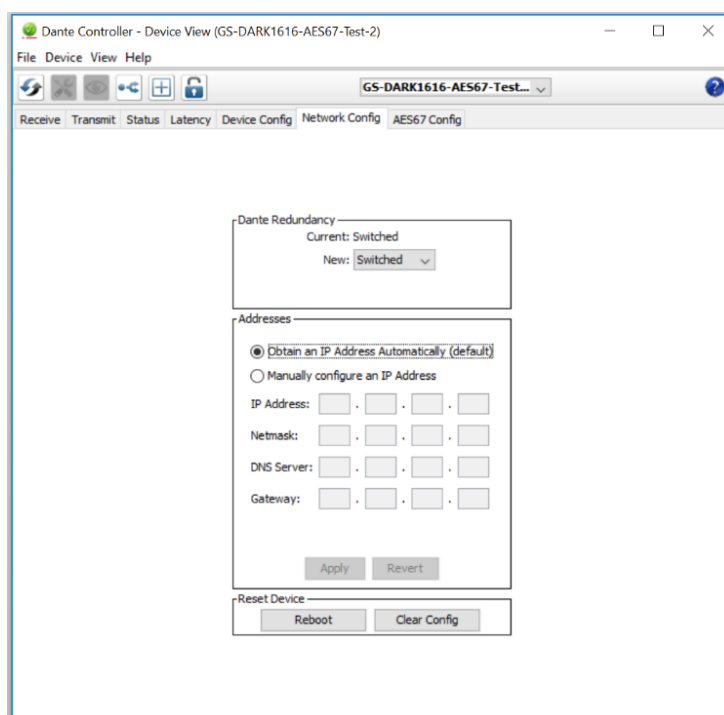 Dante Controller - Device View (GS-DARK1616-AES67-Test-2)
File Device View Help
GS-DARK1616-AES67-Test...
Receive Transmit Status Latency Device Config Network Config AES67 Config
Dante Redundancy
Current: Switched
New: Switched
Addresses
Obtain an IP Address Automatically (default)
Manually configure an IP Address
IP Address: . . .
Netmask: . . .
DNS Server: . . .
Gateway: . . .
Apply Revert
Reset Device
Reboot Clear Config